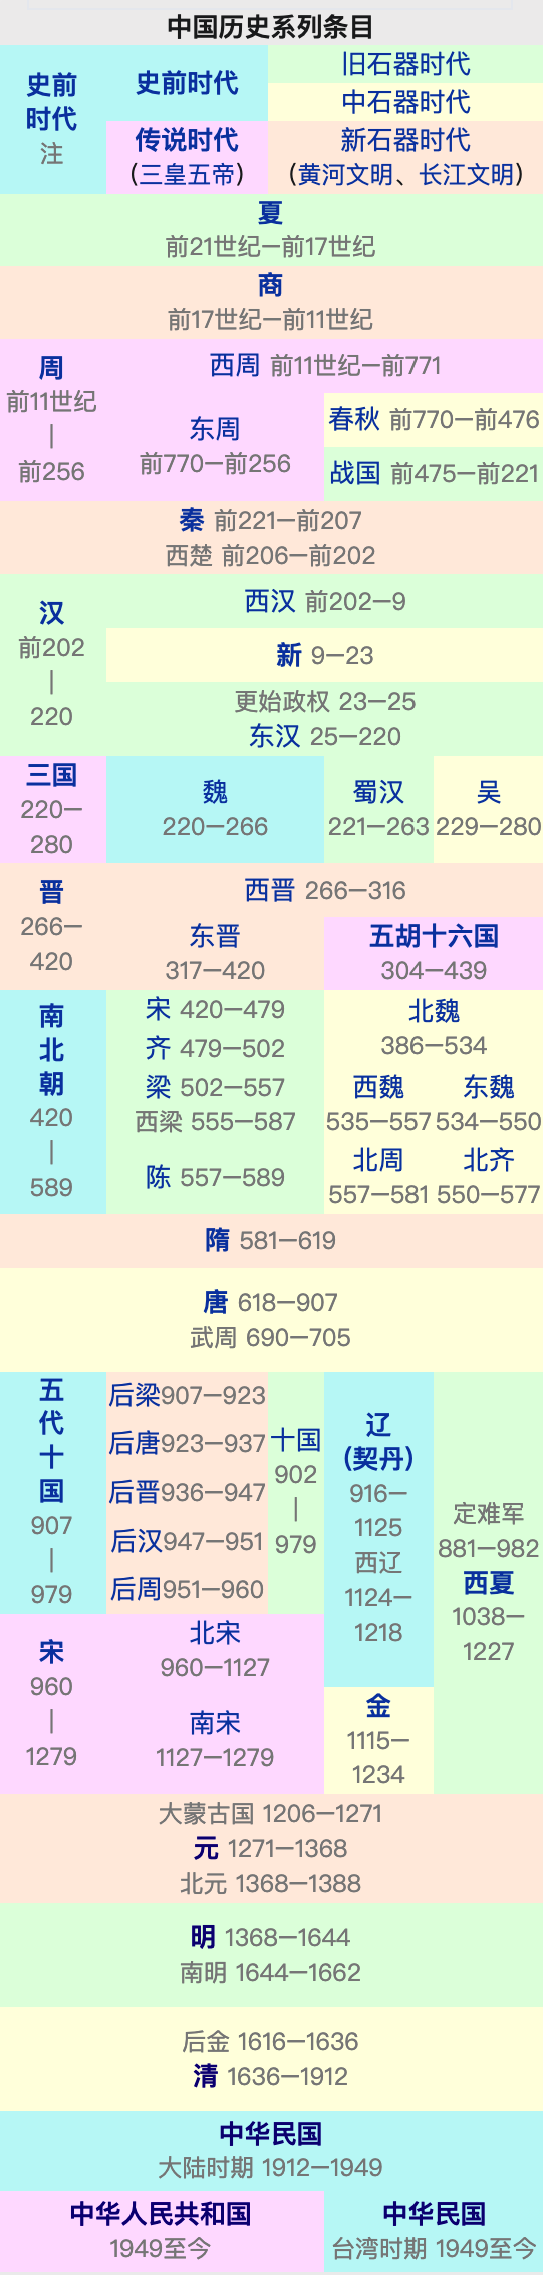 中国历史系列条目
史前
时代
注
史前时代
旧石器时代
中石器时代
传说时代
(三皇五帝)
新石器时代
(黄河文明、长江文明)
夏
前21世纪—前17世纪
商
前17世纪—前11世纪
周
前11世纪
|
前256
西周 前11世纪—前771
东周
前770—前256
春秋 前770—前476
战国 前475—前221
秦 前221—前207
西楚 前206—前202
汉
前202
|
220
西汉 前202—9
新 9—23
更始政权 23—25
东汉 25—220
三国
220—
280
魏
220—266
蜀汉
221—263
吴
229—280
晋
266—
420
西晋 266—316
东晋
317—420
五胡十六国
304—439
南
北
朝
420
|
589
宋 420—479
齐 479—502
梁 502—557
西梁 555—587
陈 557—589
北魏
386—534
西魏
535—557
东魏
534—550
北周
557—581
北齐
550—577
隋 581—619
唐 618—907
武周 690—705
五
代
十
国
907
|
979
后梁907—923
后唐923—937
后晋936—947
后汉947—951
后周951—960
十国
902
|
979
辽
(契丹)
916—
1125
西辽
1124—
1218
定难军
881—982
西夏
1038—
1227
宋
960
|
1279
北宋
960—1127
南宋
1127—1279
金
1115—
1234
大蒙古国 1206—1271
元 1271—1368
北元 1368—1388
明 1368—1644
南明 1644—1662
后金 1616—1636
清 1636—1912
中华民国
大陆时期 1912—1949
中华人民共和国
1949至今
中华民国
台湾时期 1949至今